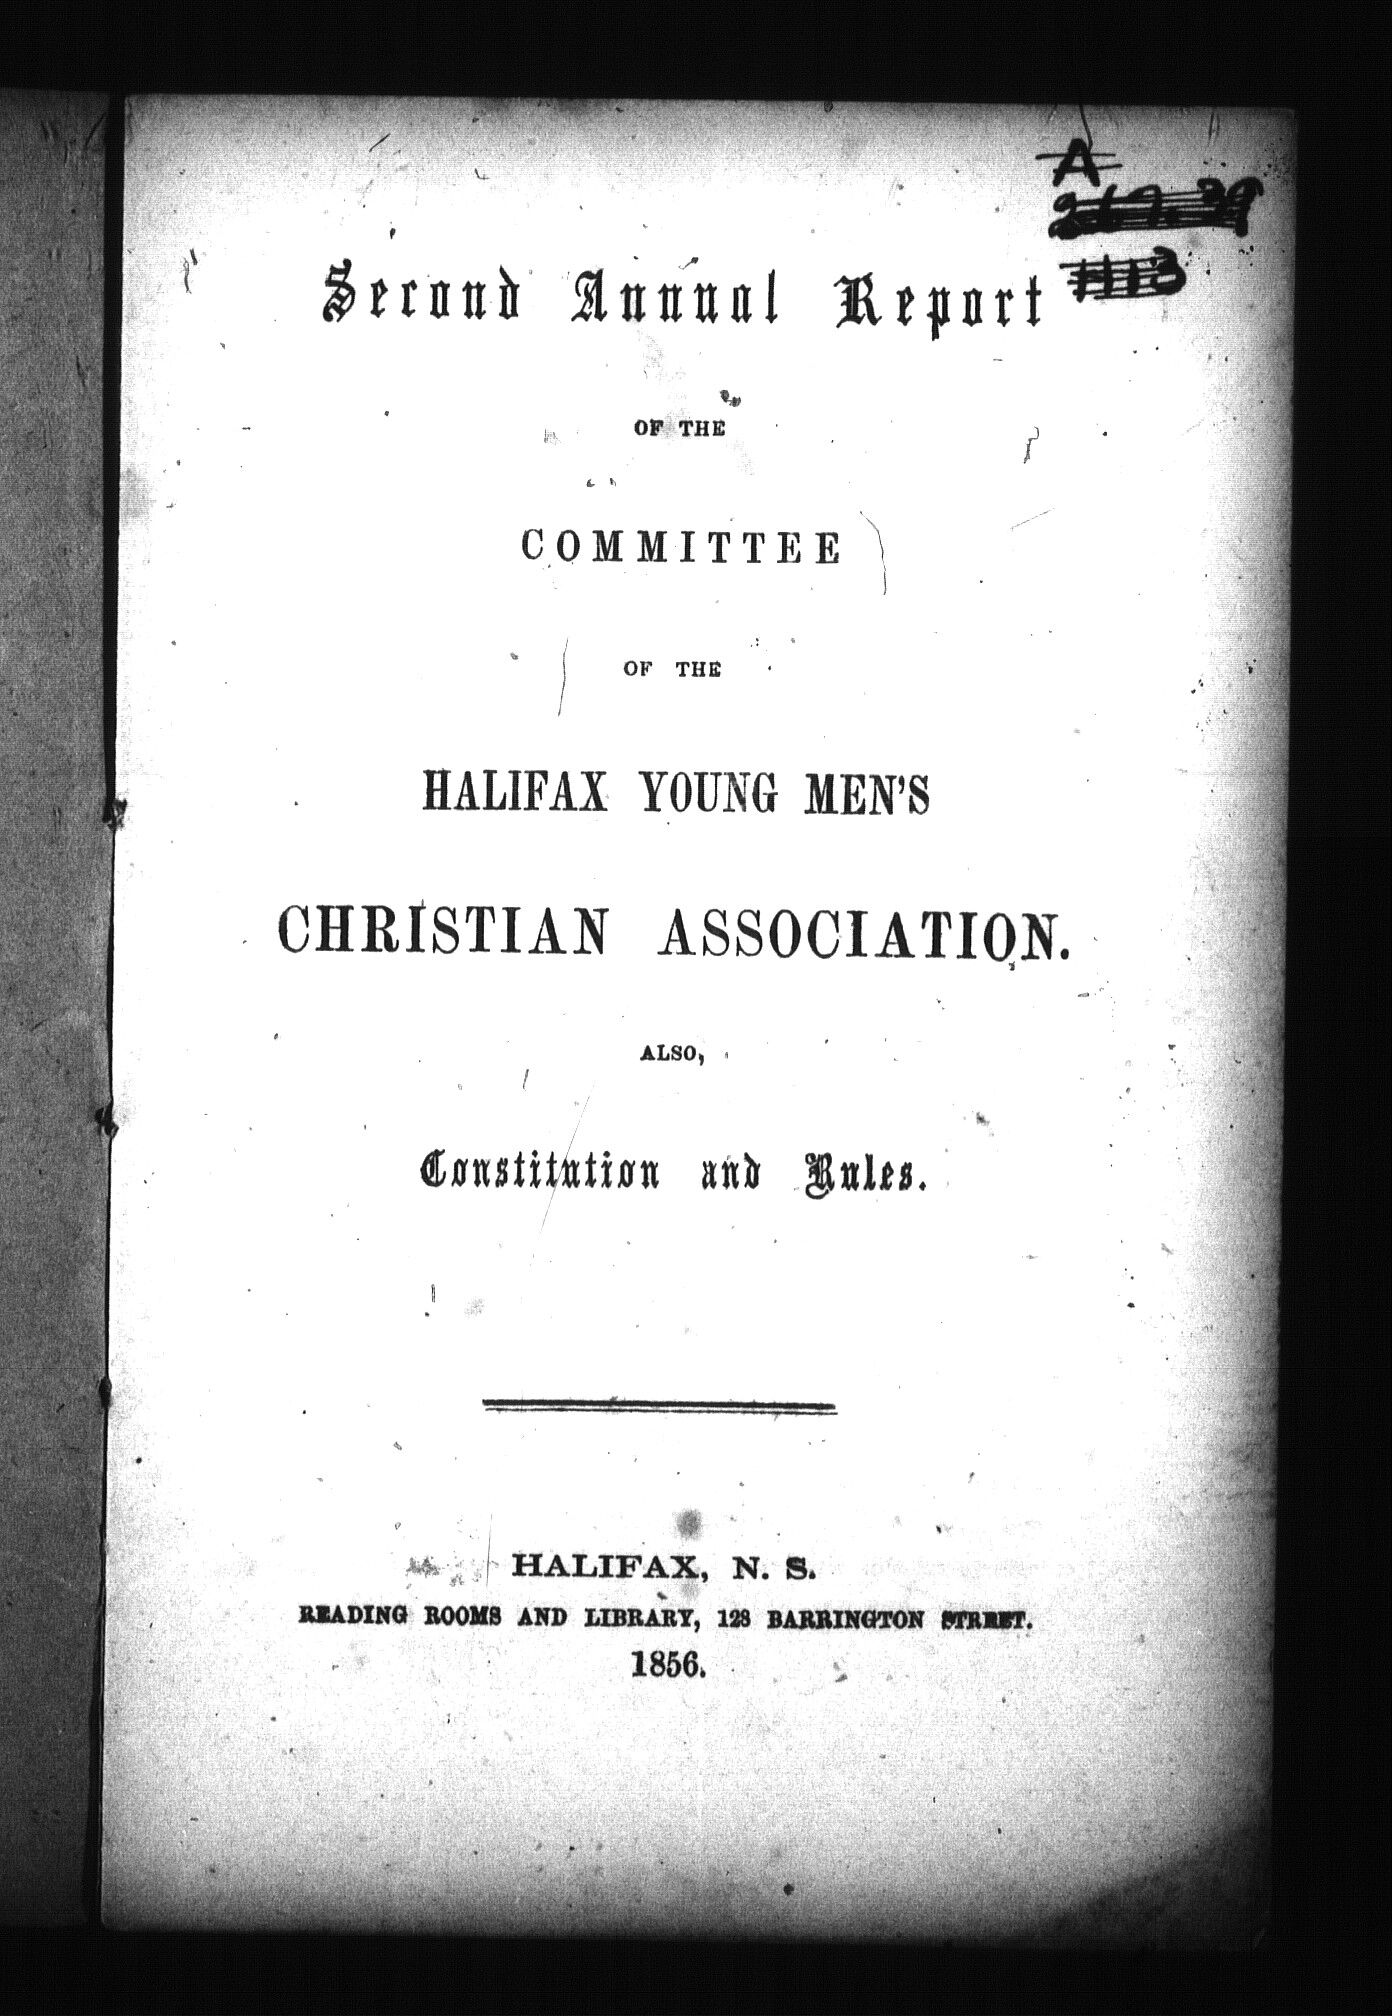 A
Second Annual Report
OF THE
COMMITTEE
OF THE
HALIFAX YOUNG MEN'S
CHRISTIAN ASSOCIATION.
ALSO,
Constitution and Rules.
HALIFAX, N. S.
READING ROOMS AND LIBRARY, 128 BARRINGTON STREET.
1856.